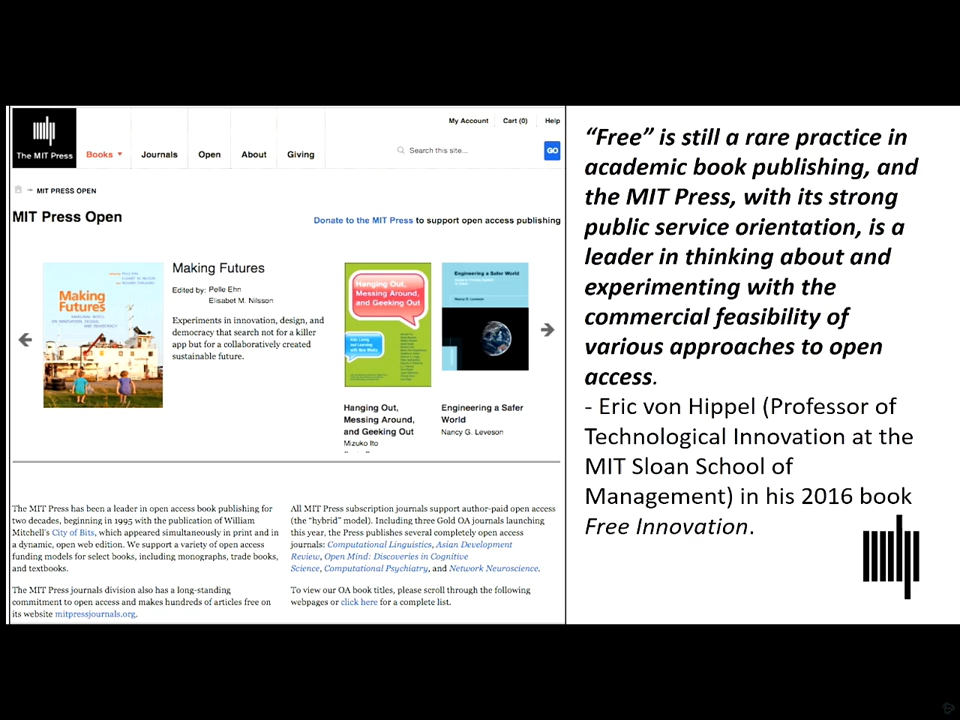 The MIT Press
Books
Journals
Open
About
Giving
My Account
Cart (0)
Help
Search this site...
GO
MIT PRESS OPEN
MIT Press Open
Donate to the MIT Press to support open access publishing
Making
Futures
Making Futures
Edited by: Pelle Ehn
Elisabet M. Nilsson
Experiments in innovation, design, and
democracy that search not for a killer
app but for a collaboratively created
sustainable future.
Hanging Out,
Messing Around,
and Geeking Out
Engineering a Safer World
Nancy G. Leveson
Hanging Out,
Messing Around,
and Geeking Out
Mizuko Ito
Engineering a Safer
World
Nancy G. Leveson
The MIT Press has been a leader in open access book publishing for
two decades, beginning in 1995 with the publication of William
Mitchell's City of Bits, which appeared simultaneously in print and in
a dynamic, open web edition. We support a variety of open access
funding models for select books, including monographs, trade books,
and textbooks.
The MIT Press journals division also has a long-standing
commitment to open access and makes hundreds of articles free on
its website mitpressjournals.org.
All MIT Press subscription journals support author-paid open access
(the "hybrid" model). Including three Gold OA journals launching
this year, the Press publishes several completely open access
journals: Computational Linguistics, Asian Development
Review, Open Mind: Discoveries in Cognitive
Science, Computational Psychiatry, and Network Neuroscience.
To view our OA book titles, please scroll through the following
webpages or click here for a complete list.
“Free” is still a rare practice in
academic book publishing, and
the MIT Press, with its strong
public service orientation, is a
leader in thinking about and
experimenting with the
commercial feasibility of
various approaches to open
access.
- Eric von Hippel (Professor of
Technological Innovation at the
MIT Sloan School of
Management) in his 2016 book
Free Innovation.